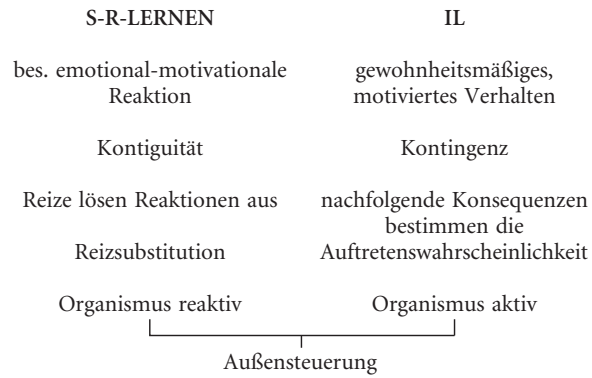 S-R-LERNEN
bes. emotional-motivationale
Reaktion
Kontiguität
Reize lösen Reaktionen aus
Reizsubstitution
Organismus reaktiv
IL
gewohnheitsmäßiges,
motiviertes Verhalten
Kontingenz
nachfolgende Konsequenzen
bestimmen die
Auftretenswahrscheinlichkeit
Organismus aktiv
Außensteuerung